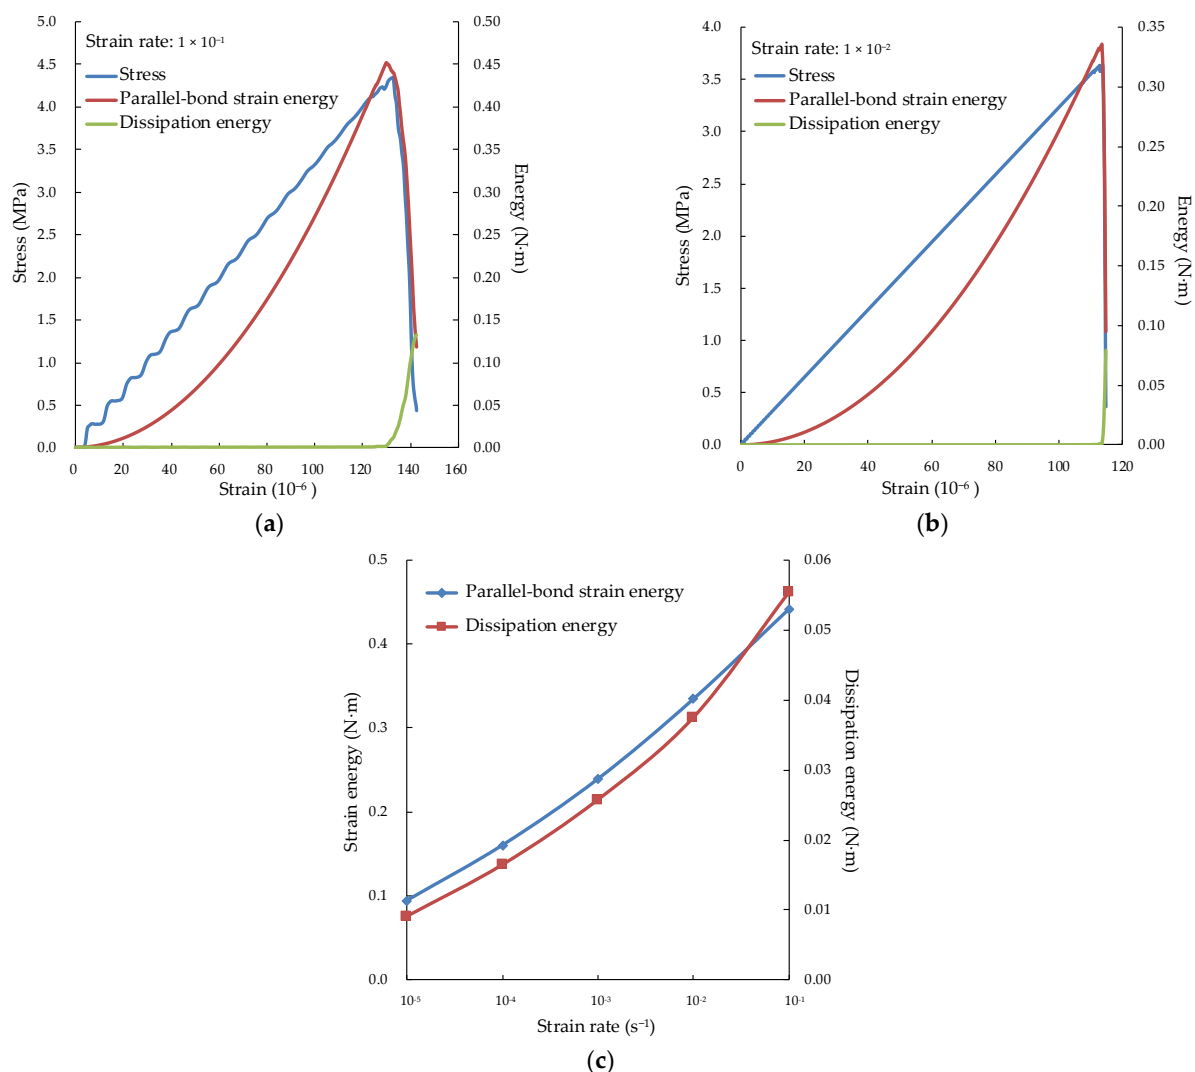 5.0
4.5
4.0
3.5
4.0
2.5
4.0
1.5
1.0
0.5
0.0
Stress (MPa)
Strain rate: 1 × 10⁻¹
Stress
Parallel-bond strain energy
Dissipation energy
0.50
0.45
0.40
0.35
0.30
0.25
0.20
0.15
0.10
0.05
0.00
Energy (N·m)
0 20 40 60 80 100 120 140 160
Strain (10⁻⁶ )
(a)
4.0
3.5
3.0
2.5
4.0
1.5
1.0
0.5
0.0
Stress (MPa)
Strain rate: 1 × 10⁻²
Stress
Parallel-bond strain energy
Dissipation energy
0.35
0.30
0.25
0.20
0.15
0.10
0.05
0.00
Energy (N·m)
0 20 40 60 80 100 120
Strain (10⁻⁶ )
(b)
0.5
0.4
0.3
0.2
0.1
0.0
Strain energy (N·m)
Parallel-bond strain energy
Dissipation energy
0.06
0.05
0.04
0.03
0.02
0.01
0.00
Dissipation energy (N·m)
10⁻⁵ 10⁻⁴ 10⁻³ 10⁻² 10⁻¹
Strain rate (s⁻¹)
(c)